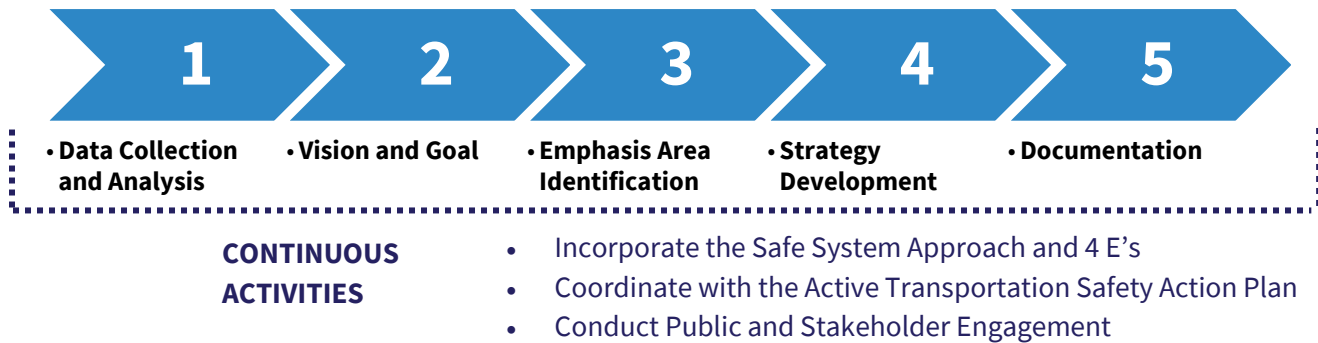 1
2
3
4
5
• Data Collection
and Analysis
• Vision and Goal
• Emphasis Area
Identification
• Strategy
Development
• Documentation
CONTINUOUS
ACTIVITIES
• Incorporate the Safe System Approach and 4 E’s
• Coordinate with the Active Transportation Safety Action Plan
• Conduct Public and Stakeholder Engagement